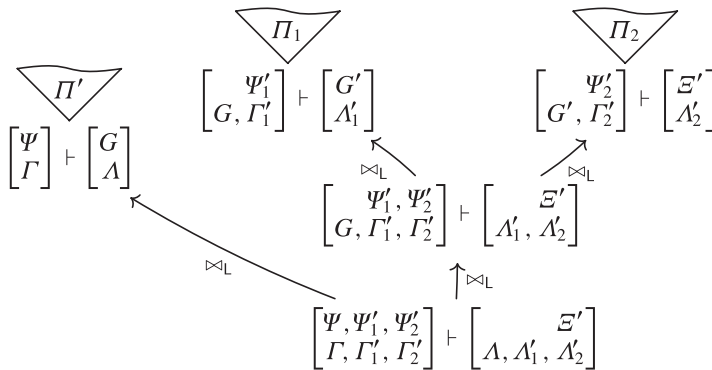 Π₁
Π₂
Π′
[Ψ′₁ / G, Γ′₁] ⊢ [G′ / Λ′₁]
[Ψ′₂ / G′, Γ′₂] ⊢ [Ξ′ / Λ′₂]
[Ψ / Γ] ⊢ [G / Λ]
⋈L
⋈L
[Ψ′₁, Ψ′₂ / G, Γ′₁, Γ′₂] ⊢ [Ξ′ / Λ′₁, Λ′₂]
⋈L
⋈L
[Ψ, Ψ′₁, Ψ′₂ / Γ, Γ′₁, Γ′₂] ⊢ [Ξ′ / Λ, Λ′₁, Λ′₂]